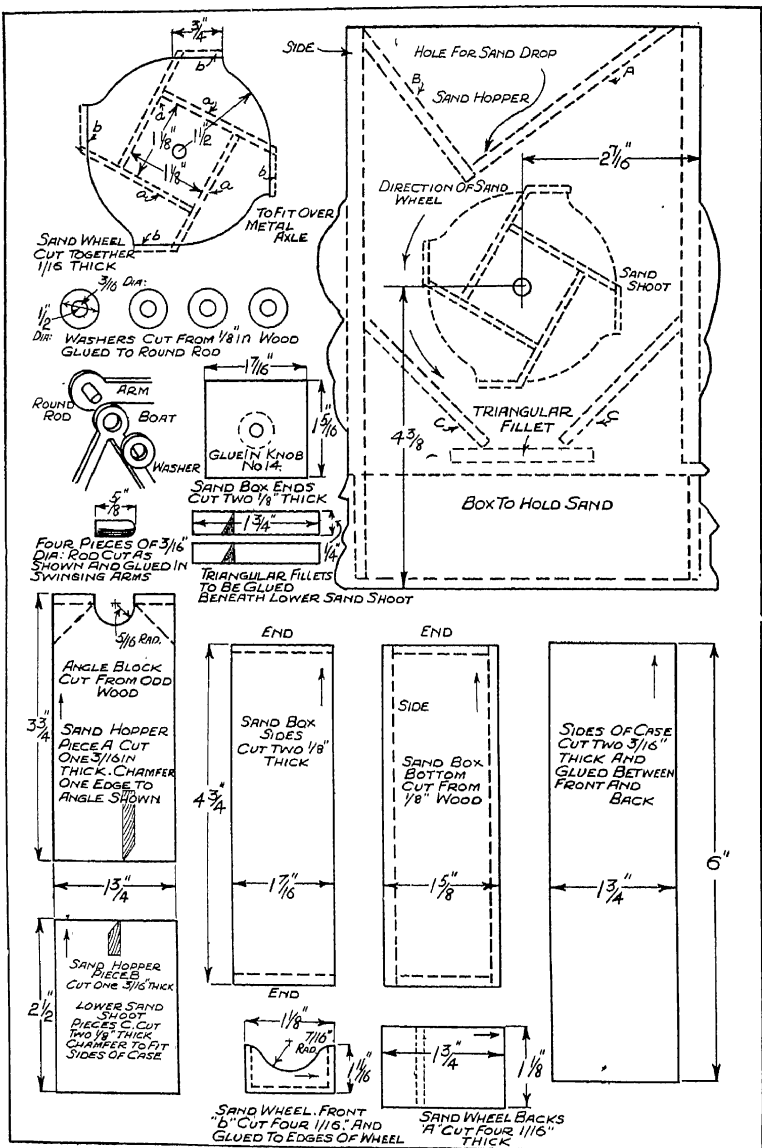 3/4"
b
a
a
1 1/8"
1 1/2
1 1/8"
b
b
a
a
b
TO FIT OVER
METAL
AXLE
SAND WHEEL
CUT TOGETHER
1/16 THICK
3/16 DIA:
1/2"
DIA:
WASHERS CUT FROM 1/8 IN WOOD
GLUED TO ROUND ROD
ARM
ROUND
ROD
BOAT
WASHER
1 7/16"
1 5/16"
GLUE IN KNOB
No 14.
SAND BOX ENDS
CUT TWO 1/8" THICK
5/8"
FOUR PIECES OF 3/16"
DIA: ROD CUT AS
SHOWN AND GLUED IN
SWINGING ARMS
1 3/4"
1/4"
TRIANGULAR FILLETS
TO BE GLUED
BENEATH LOWER SAND SHOOT
SIDE
HOLE FOR SAND DROP
B
A
SAND HOPPER
2 7/16"
DIRECTION OF SAND
WHEEL
SAND
SHOOT
4 3/8
C
C
TRIANGULAR
FILLET
BOX TO HOLD SAND
5/16 RAD.
ANGLE BLOCK
CUT FROM ODD
WOOD
3 3/4"
SAND HOPPER
PIECE A CUT
ONE 3/16 IN
THICK. CHAMFER
ONE EDGE TO
ANGLE SHOWN
1 3/4"
2 1/2"
SAND HOPPER
PIECE B
CUT ONE 3/16" THICK
LOWER SAND
SHOOT
PIECES C. CUT
TWO 1/8" THICK
CHAMFER TO FIT
SIDES OF CASE
END
SAND BOX
SIDES
CUT TWO 1/8"
THICK
4 3/4"
1 7/16"
END
END
SIDE
SAND BOX
BOTTOM
CUT FROM
1/8" WOOD
1 5/8"
SIDES OF CASE
CUT TWO 3/16"
THICK AND
GLUED BETWEEN
FRONT AND
BACK
6"
1 3/4"
1 1/8"
7/16"
RAD.
1 1/16"
SAND WHEEL. FRONT
"b" CUT FOUR 1/16." AND
GLUED TO EDGES OF WHEEL
1 3/4"
1 1/8"
SAND WHEEL BACKS
"A" CUT FOUR 1/16"
THICK